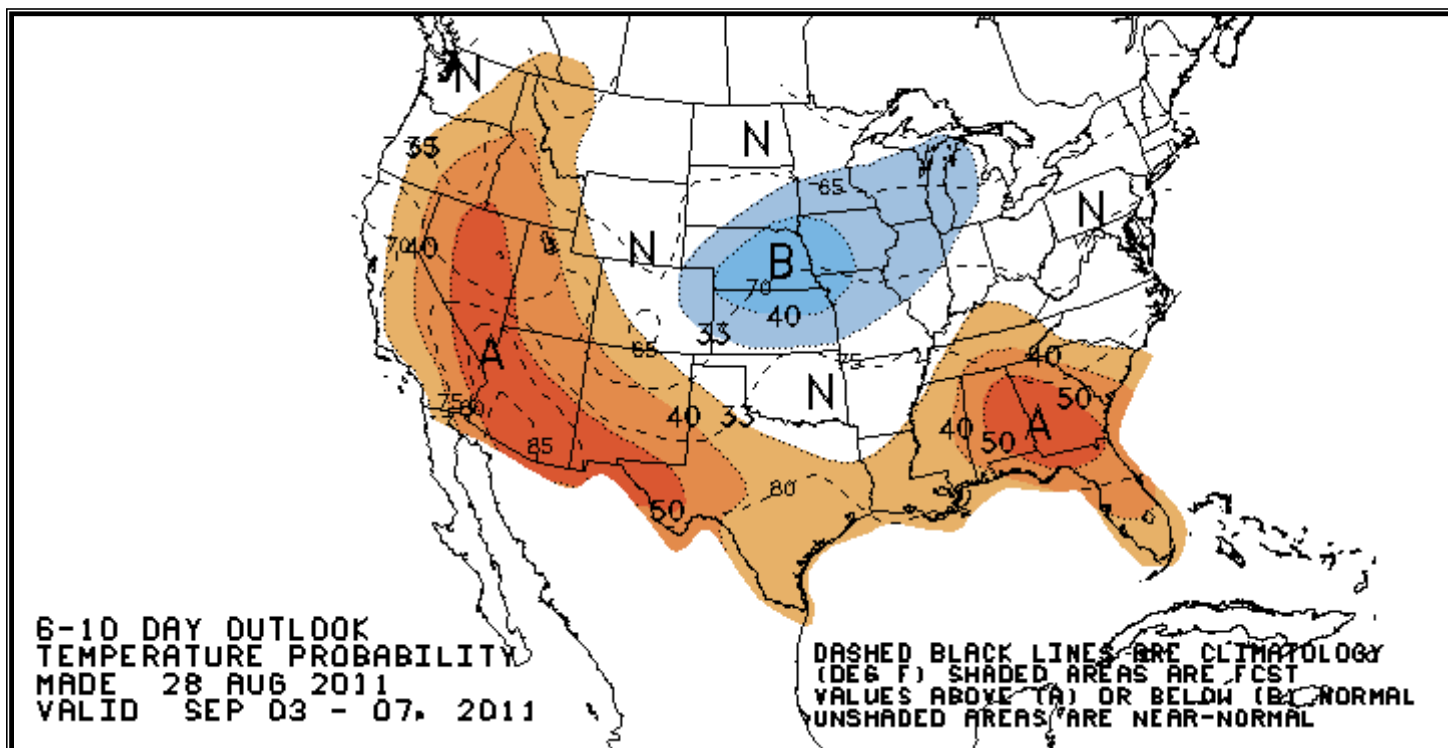 N
33
N
65
N
N
70 40
B
70
40
33
A
65
75
40
N
33
40
75
80
50
40
50
A
85
80
50
6-10 DAY OUTLOOK
TEMPERATURE PROBABILITY
MADE 28 AUG 2011
VALID SEP 03 - 07, 2011
DASHED BLACK LINES ARE CLIMATOLOGY
(DEG F) SHADED AREAS ARE FCST
VALUES ABOVE (A) OR BELOW (B) NORMAL
UNSHADED AREAS ARE NEAR-NORMAL